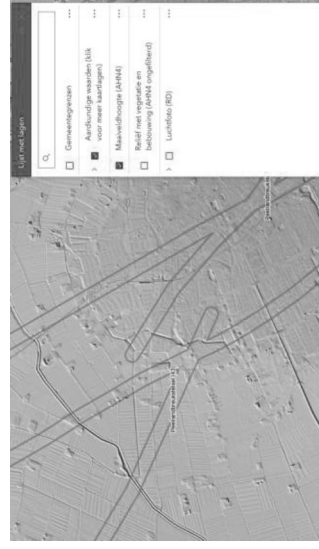 Lijst met lagen
Gemeentegrenzen
Aardkundige waarden (klik
voor meer kaartlagen)
Maaiveldhoogte (AHN4)
Reliëf met vegetatie en
bebouwing (AHN4 ongefilterd)
Luchtfoto (RD)